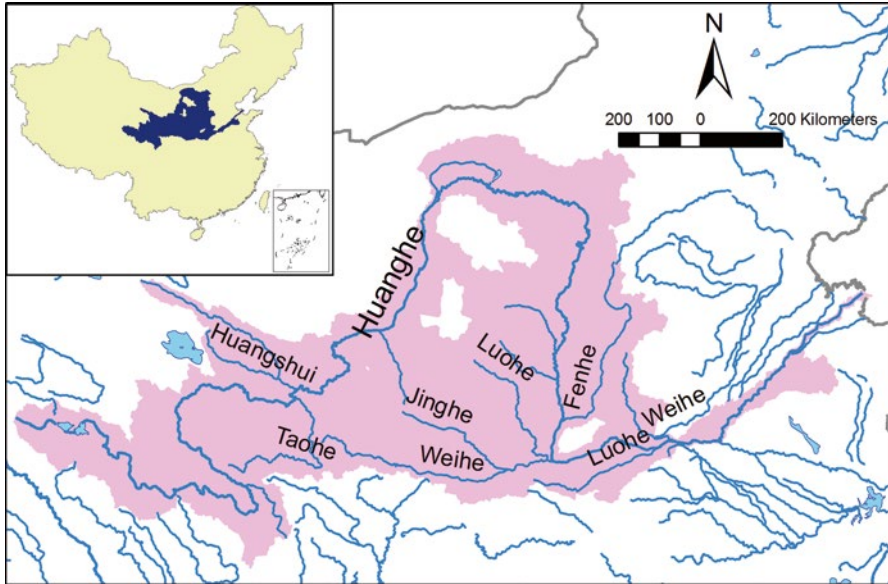 N
200 100 0 200 Kilometers
Huanghe
Huangshui
Luohe
Fenhe
Jinghe
Weihe
Taohe
Weihe
Luohe